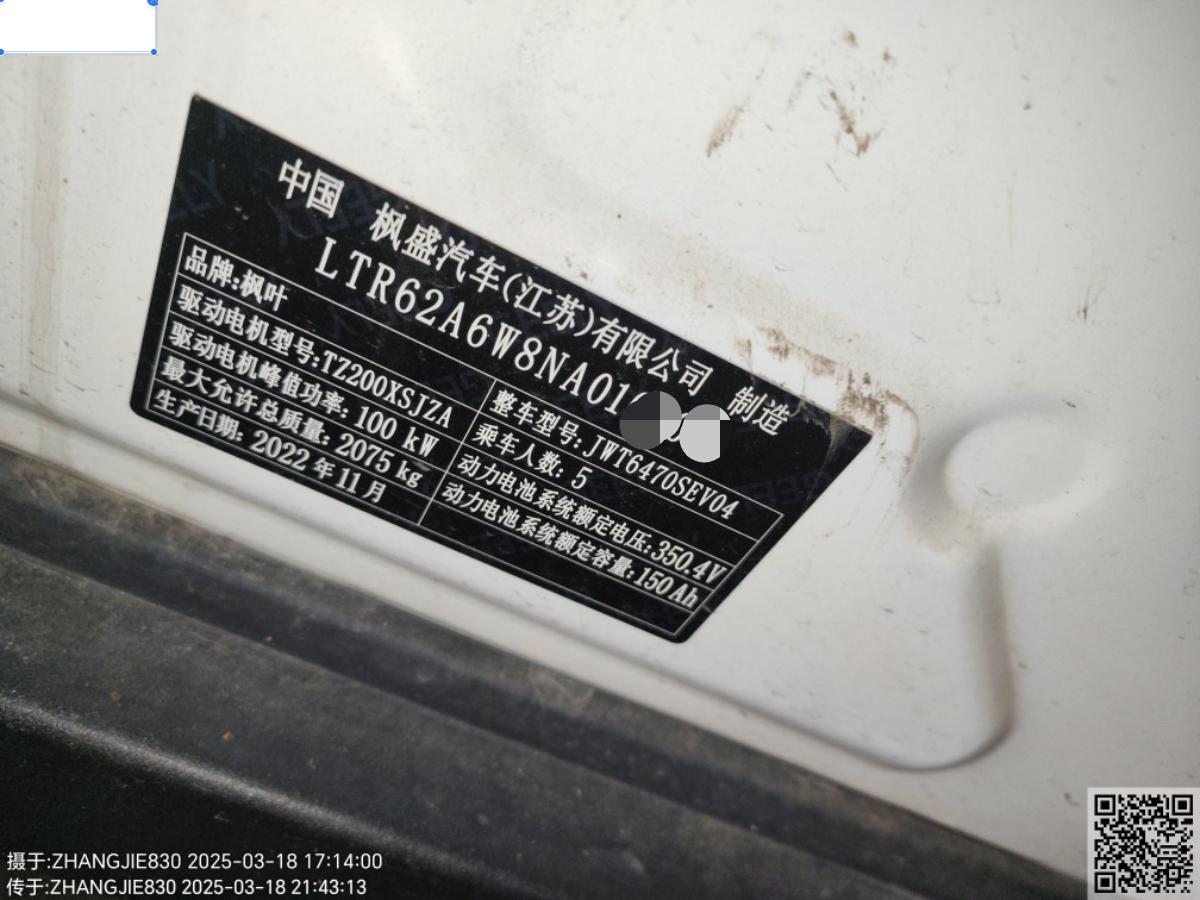 中国 枫盛汽车(江苏)有限公司 制造
LTR62A6W8NA01
品牌:枫叶
整车型号:JWT6470SEV04
驱动电机型号:TZ200XSJZA
乘车人数: 5
驱动电机峰值功率: 100 kW
动力电池系统额定电压:350.4V
最大允许总质量: 2075 kg
动力电池系统额定容量:150Ah
生产日期: 2022 年 11 月
摄于:ZHANGJIE830 2025-03-18 17:14:00
传于:ZHANGJIE830 2025-03-18 21:43:13